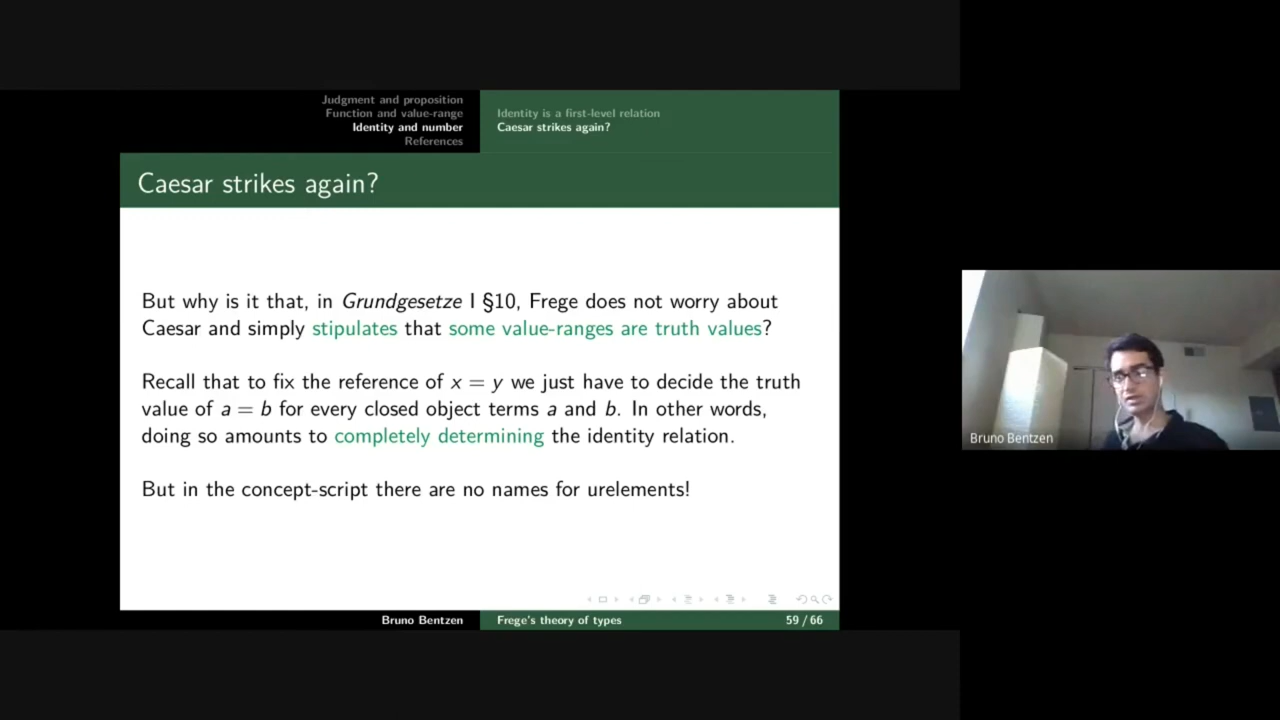 Judgment and proposition
Function and value-range
Identity and number
References
Identity is a first-level relation
Caesar strikes again?
Caesar strikes again?
But why is it that, in Grundgesetze I §10, Frege does not worry about
Caesar and simply stipulates that some value-ranges are truth values?
Recall that to fix the reference of x = y we just have to decide the truth
value of a = b for every closed object terms a and b. In other words,
doing so amounts to completely determining the identity relation.
But in the concept-script there are no names for urelements!
Bruno Bentzen
Frege's theory of types
59 / 66
Bruno Bentzen